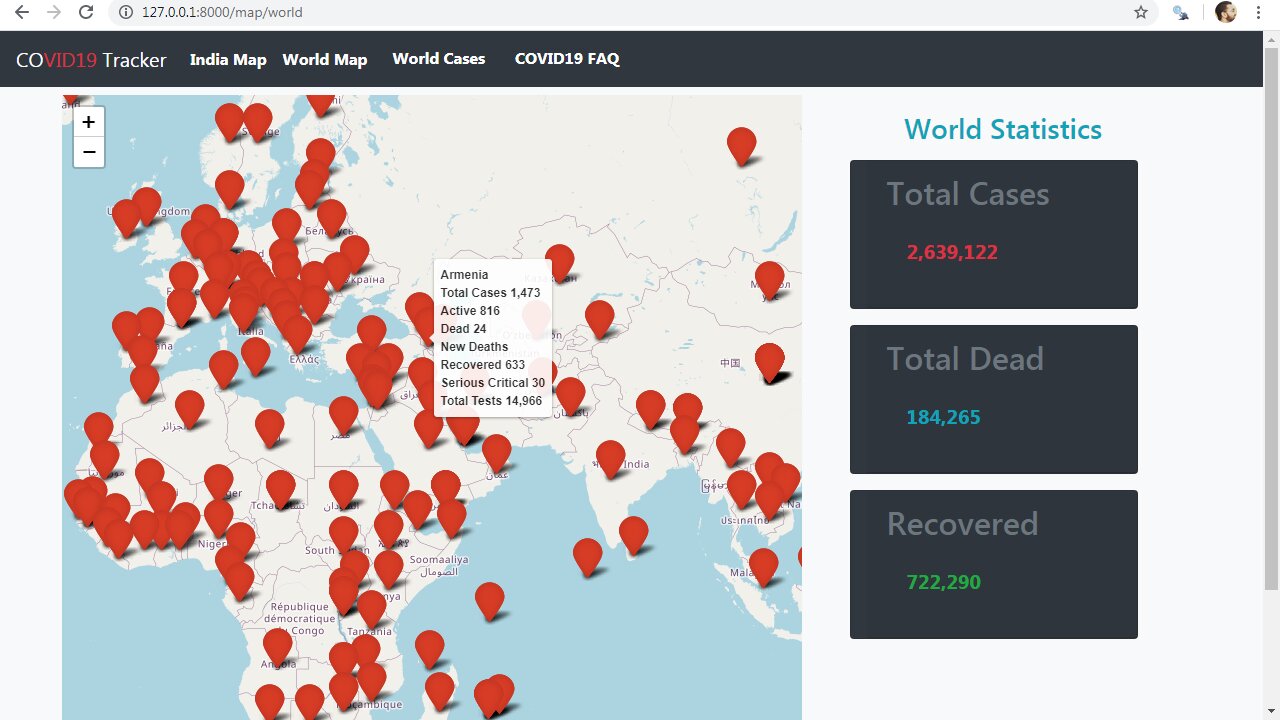 127.0.0.1:8000/map/world
COVID19 Tracker India Map World Map World Cases COVID19 FAQ
+
−
World Statistics
Total Cases
2,639,122
Total Dead
184,265
Recovered
722,290
Armenia
Total Cases 1,473
Active 816
Dead 24
New Deaths
Recovered 633
Serious Critical 30
Total Tests 14,966
Беларусь
Україна
Italia
Ελλάς
中国
India
South Sudan
Soomaaliya
الصومال
République
démocratique
du Congo
Tanzania
Angola